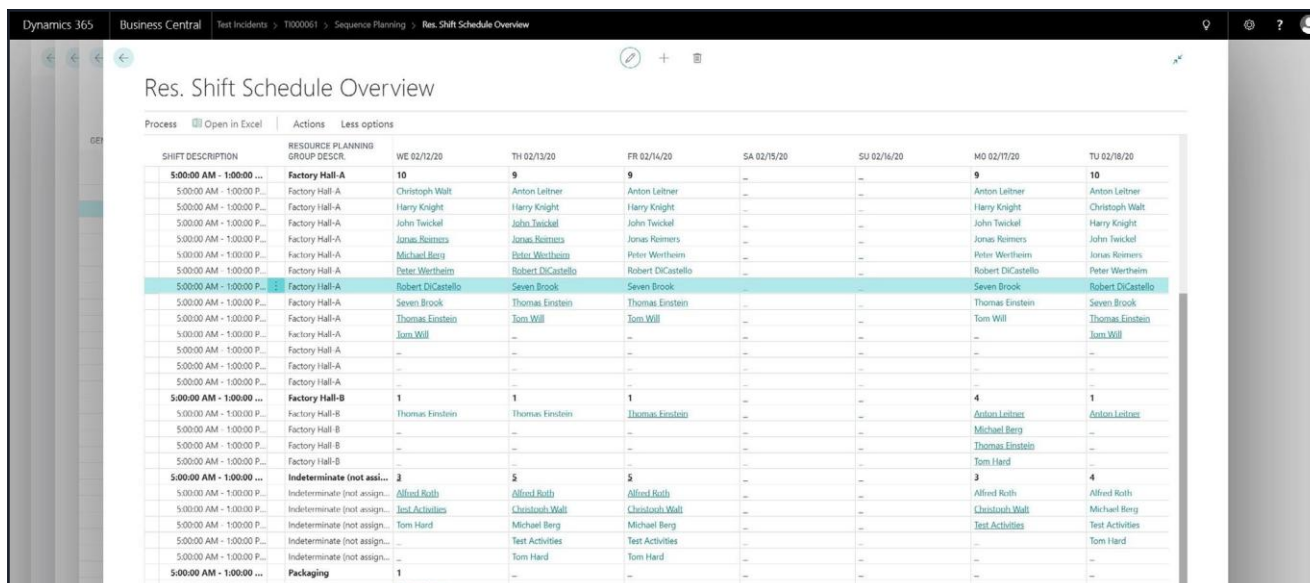 Dynamics 365 Business Central Test Incidents > TI000061 > Sequence Planning > Res. Shift Schedule Overview ?
Res. Shift Schedule Overview
Process Open in Excel Actions Less options
GEN
RESOURCE PLANNING
SHIFT DESCRIPTION GROUP DESCR. WE 02/12/20 TH 02/13/20 FR 02/14/20 SA 02/15/20 SU 02/16/20 MO 02/17/20 TU 02/18/20
5:00:00 AM - 1:00:00 ... Factory Hall-A 10 9 9 _ _ 9 10
5:00:00 AM - 1:00:00 P... Factory Hall-A Christoph Walt Anton Leitner Anton Leitner _ _ Anton Leitner Anton Leitner
5:00:00 AM - 1:00:00 P... Factory Hall-A Harry Knight Harry Knight Harry Knight _ _ Harry Knight Christoph Walt
5:00:00 AM - 1:00:00 P... Factory Hall-A John Twickel John Twickel John Twickel _ _ John Twickel Harry Knight
5:00:00 AM - 1:00:00 P... Factory Hall-A Jonas Reimers Jonas Reimers Jonas Reimers _ _ Jonas Reimers John Twickel
5:00:00 AM - 1:00:00 P... Factory Hall-A Michael Berg Peter Wertheim Peter Wertheim _ _ Peter Wertheim Jonas Reimers
5:00:00 AM - 1:00:00 P... Factory Hall-A Peter Wertheim Robert DiCastello Robert DiCastello _ _ Robert DiCastello Peter Wertheim
5:00:00 AM - 1:00:00 P... Factory Hall-A Robert DiCastello Seven Brook Seven Brook _ _ Seven Brook Robert DiCastello
5:00:00 AM - 1:00:00 P... Factory Hall-A Seven Brook Thomas Einstein Thomas Einstein _ _ Thomas Einstein Seven Brook
5:00:00 AM - 1:00:00 P... Factory Hall-A Thomas Einstein Tom Will Tom Will _ _ Tom Will Thomas Einstein
5:00:00 AM - 1:00:00 P... Factory Hall-A Tom Will _ _ _ _ _ Tom Will
5:00:00 AM - 1:00:00 P... Factory Hall-A _ _ _ _ _ _ _
5:00:00 AM - 1:00:00 P... Factory Hall-A _ _ _ _ _ _ _
5:00:00 AM - 1:00:00 P... Factory Hall-A _ _ _ _ _ _ _
5:00:00 AM - 1:00:00 ... Factory Hall-B 1 1 1 _ _ 4 1
5:00:00 AM - 1:00:00 P... Factory Hall-B Thomas Einstein Thomas Einstein Thomas Einstein _ _ Anton Leitner Anton Leitner
5:00:00 AM - 1:00:00 P... Factory Hall-B _ _ _ _ _ Michael Berg _
5:00:00 AM - 1:00:00 P... Factory Hall-B _ _ _ _ _ Thomas Einstein _
5:00:00 AM - 1:00:00 P... Factory Hall-B _ _ _ _ _ Tom Hard _
5:00:00 AM - 1:00:00 ... Indeterminate (not assi... 3 5 5 _ _ 3 4
5:00:00 AM - 1:00:00 P... Indeterminate (not assign... Alfred Roth Alfred Roth Alfred Roth _ _ Alfred Roth Alfred Roth
5:00:00 AM - 1:00:00 P... Indeterminate (not assign... Test Activities Christoph Walt Christoph Walt _ _ Christoph Walt Michael Berg
5:00:00 AM - 1:00:00 P... Indeterminate (not assign... Tom Hard Michael Berg Michael Berg _ _ Test Activities Test Activities
5:00:00 AM - 1:00:00 P... Indeterminate (not assign... _ Test Activities Test Activities _ _ _ Tom Hard
5:00:00 AM - 1:00:00 P... Indeterminate (not assign... _ Tom Hard Tom Hard _ _ _ _
5:00:00 AM - 1:00:00 ... Packaging 1 _ _ _ _ _ _